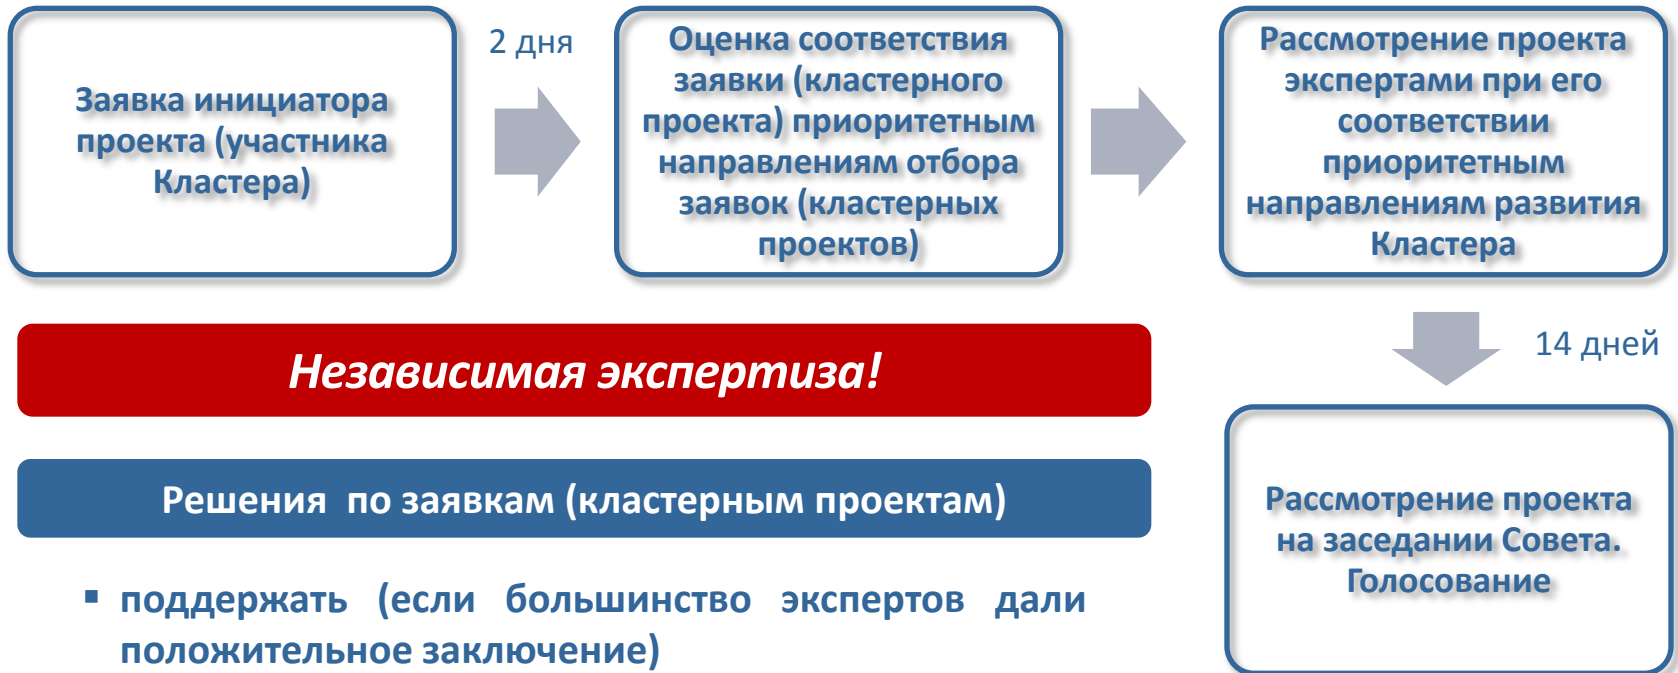 Заявка инициатора
проекта (участника
Кластера)
2 дня
Оценка соответствия
заявки (кластерного
проекта) приоритетным
направлениям отбора
заявок (кластерных
проектов)
Рассмотрение проекта
экспертами при его
соответствии
приоритетным
направлениям развития
Кластера
14 дней
Рассмотрение проекта
на заседании Совета.
Голосование
Независимая экспертиза!
Решения по заявкам (кластерным проектам)
▪ поддержать (если большинство экспертов дали
положительное заключение)